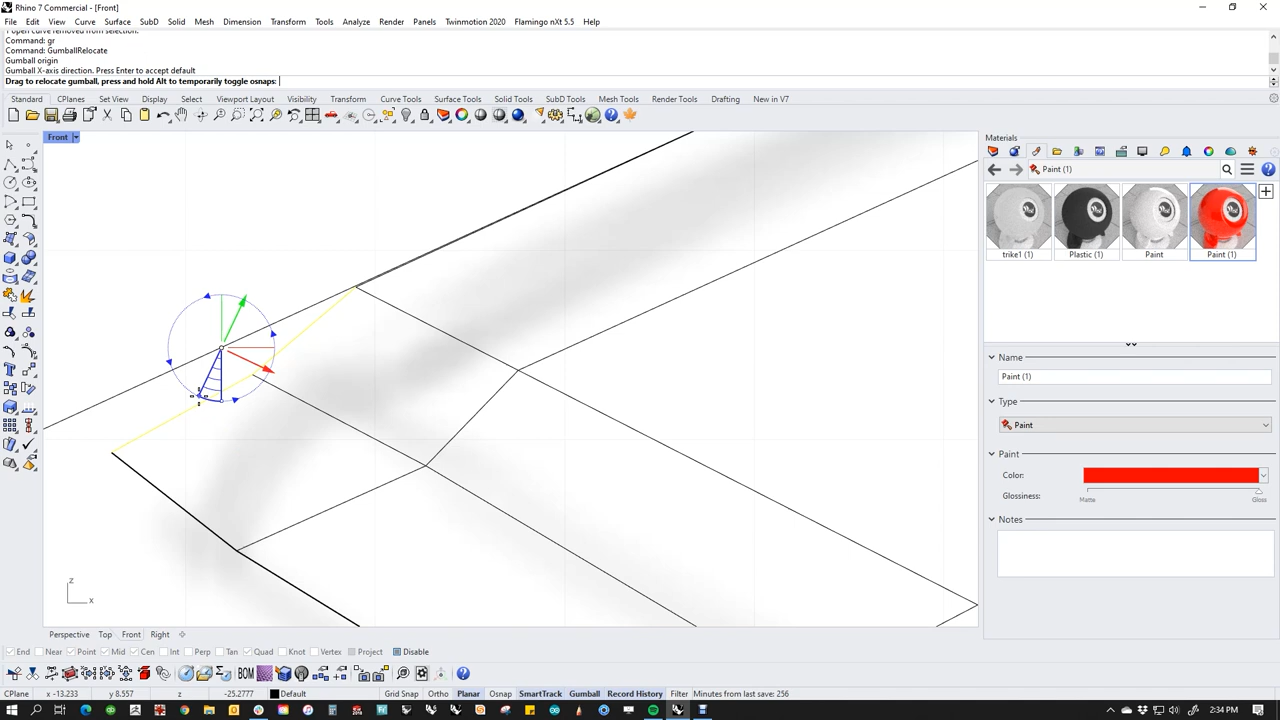 Rhino 7 Commercial - [Front]
File Edit View Curve Surface SubD Solid Mesh Dimension Transform Tools Analyze Render Panels Twinmotion 2020 Flamingo nXt 5.5 Help
1 open curve removed from selection.
Command: gr
Command: GumballRelocate
Gumball origin
Gumball X-axis direction. Press Enter to accept default
Drag to relocate gumball, press and hold Alt to temporarily toggle osnaps:
Standard CPlanes Set View Display Select Viewport Layout Visibility Transform Curve Tools Surface Tools Solid Tools SubD Tools Mesh Tools Render Tools Drafting New in V7
Front
Materials
Paint (1)
trike1 (1) Plastic (1) Paint Paint (1)
Name
Paint (1)
Type
Paint
Paint
Color:
Glossiness:
Matte Gloss
Notes
z
x
Perspective Top Front Right
End Near Point Mid Cen Int Perp Tan Quad Knot Vertex Project Disable
BOM
CPlane x -13.233 y 8.557 z -25.2777 Default Grid Snap Ortho Planar Osnap SmartTrack Gumball Record History Filter Minutes from last save: 256
2:34 PM